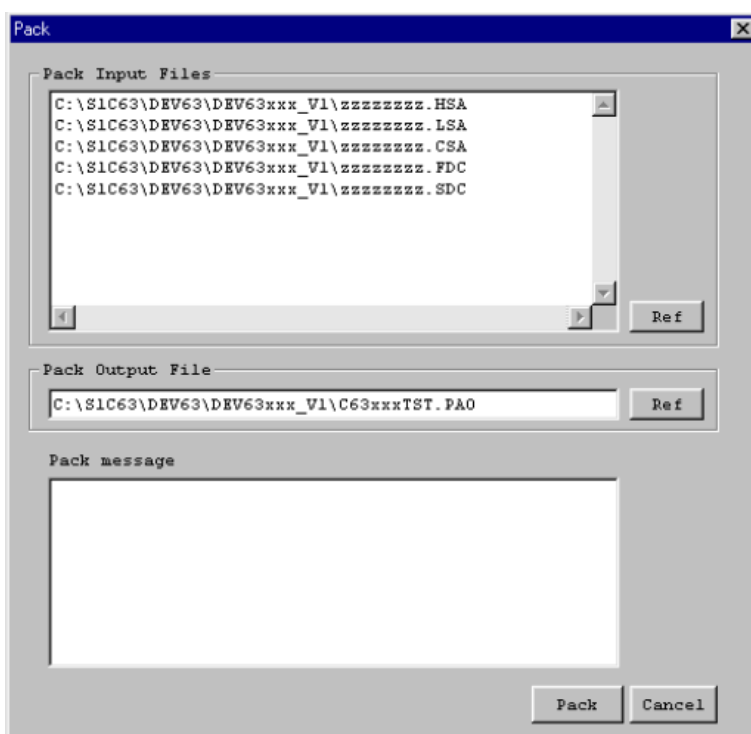 Pack
Pack Input Files
C:\S1C63\DEV63\DEV63xxx_V1\zzzzzzzz.HSA
C:\S1C63\DEV63\DEV63xxx_V1\zzzzzzzz.LSA
C:\S1C63\DEV63\DEV63xxx_V1\zzzzzzzz.CSA
C:\S1C63\DEV63\DEV63xxx_V1\zzzzzzzz.FDC
C:\S1C63\DEV63\DEV63xxx_V1\zzzzzzzz.SDC
Ref
Pack Output File
C:\S1C63\DEV63\DEV63xxx_V1\C63xxxTST.PA0
Ref
Pack message
Pack Cancel